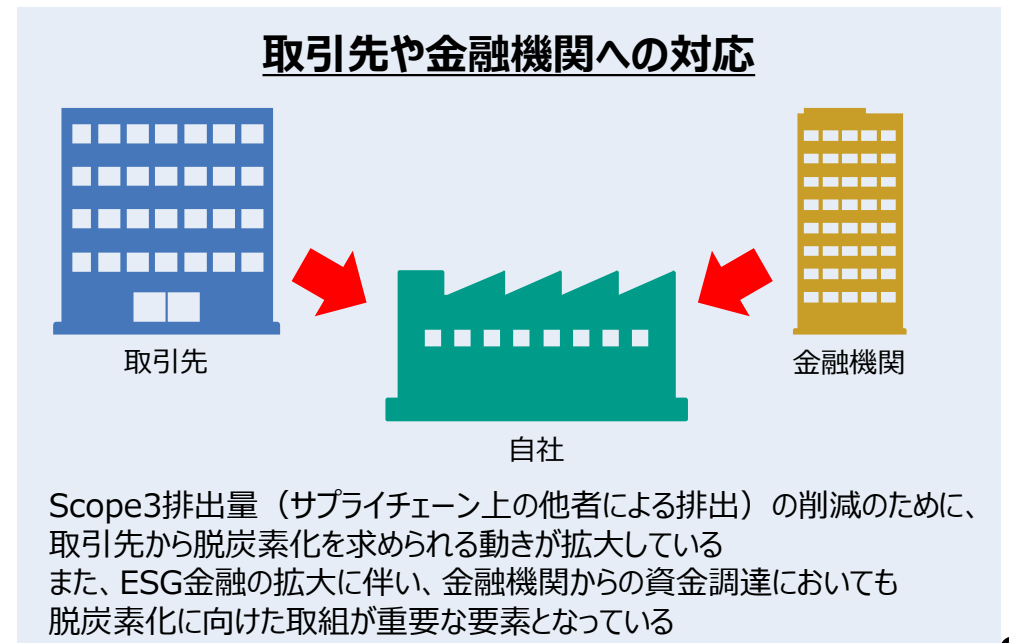 取引先や金融機関への対応
取引先
金融機関
自社
Scope3排出量（サプライチェーン上の他者による排出）の削減のために、
取引先から脱炭素化を求められる動きが拡大している
また、ESG金融の拡大に伴い、金融機関からの資金調達においても
脱炭素化に向けた取組が重要な要素となっている